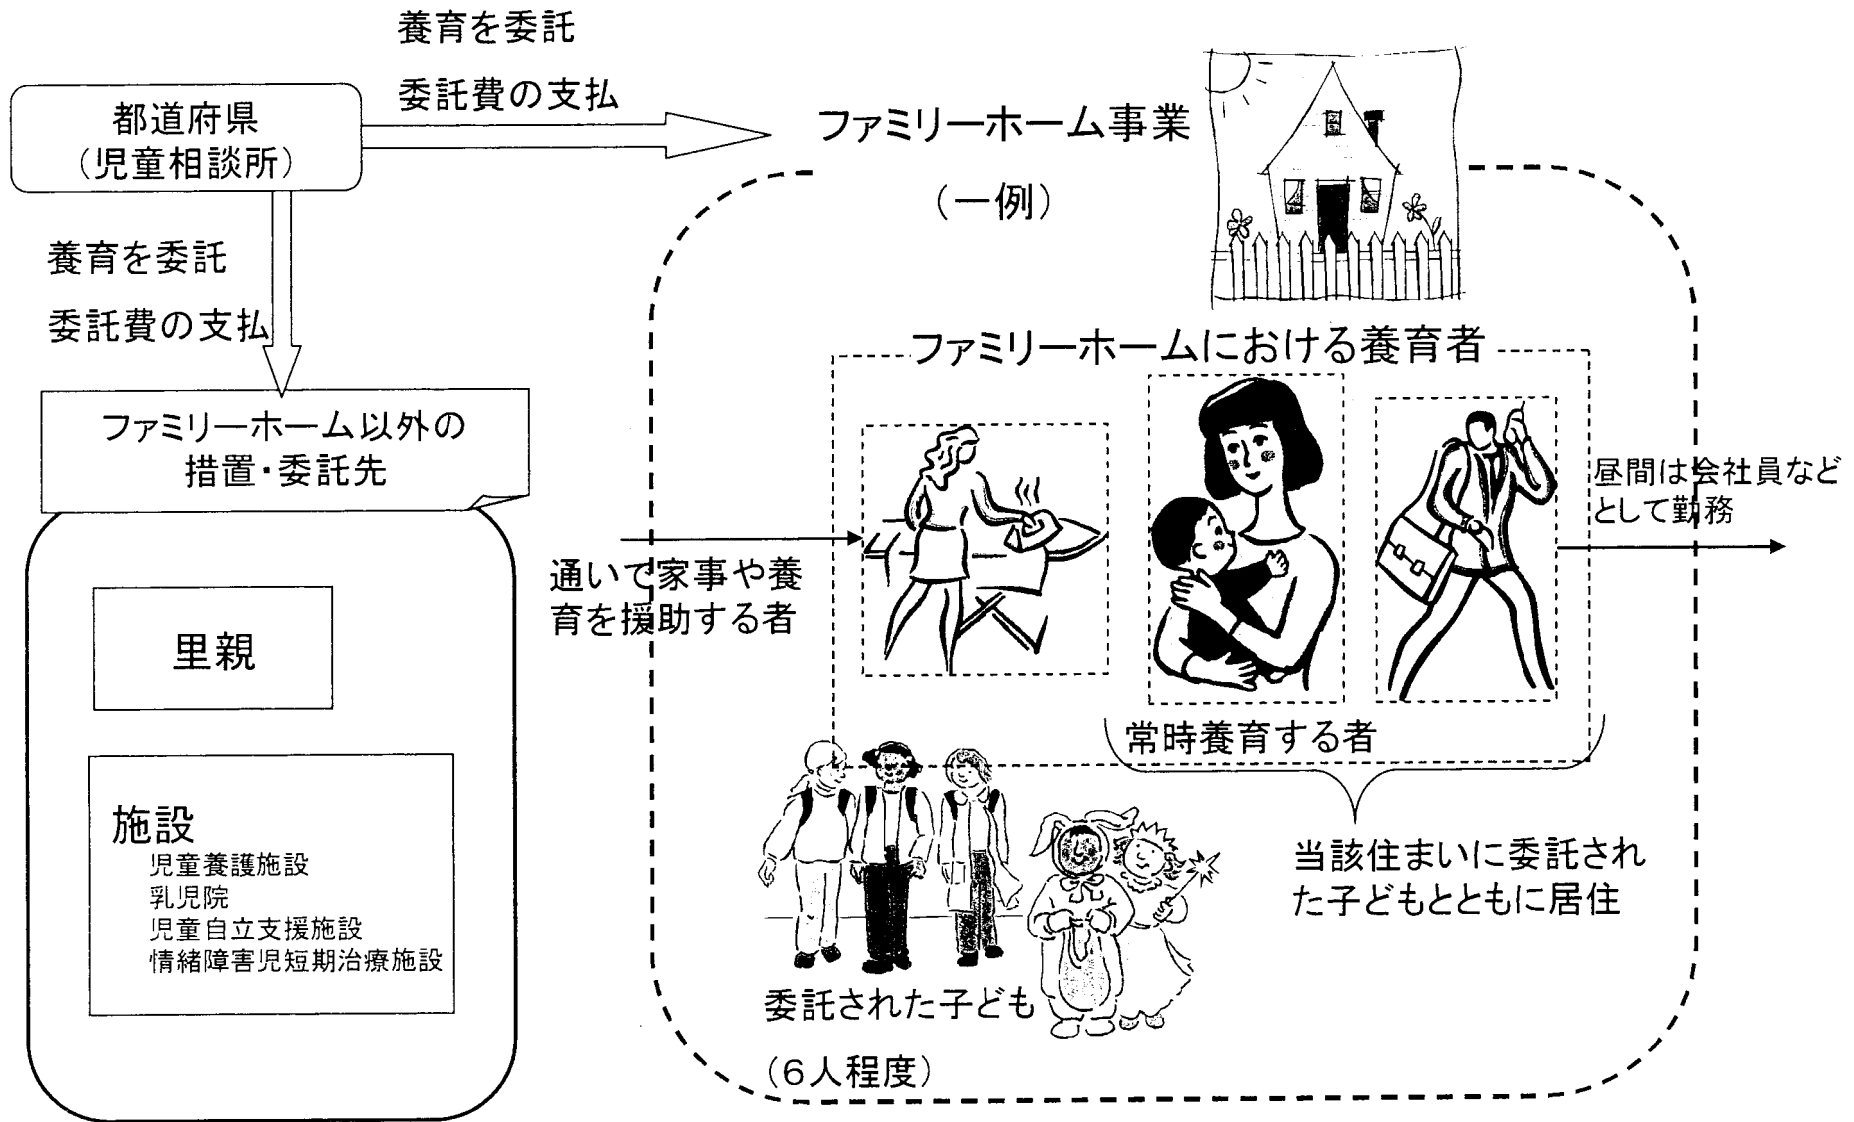 養育を委託
委託費の支払
都道府県
（児童相談所）
ファミリーホーム事業
（一例）
養育を委託
委託費の支払
ファミリーホームにおける養育者
ファミリーホーム以外の
措置・委託先
昼間は会社員など
として勤務
通いて家事や養
育を援助する者
里親
常時養育する者
施設
児童養護施設
乳児院
児童自立支援施設
情緒障害児短期治療施設
当該住まいに委託され
た子どもとともに居住
委託された子ども
（６人程度）